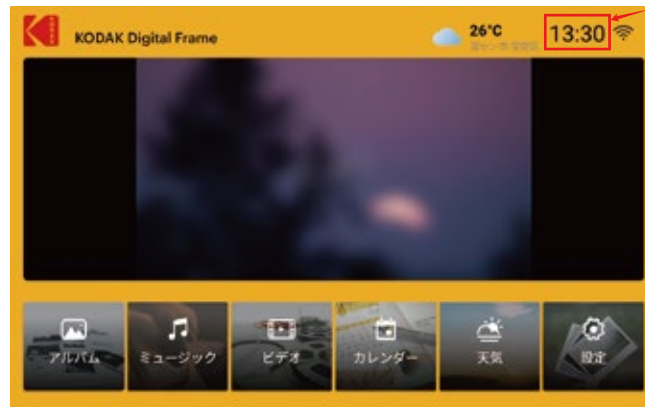 KODAK Digital Frame
26°C
13:30
アルバム
ミュージック
ビデオ
カレンダー
天気
設定